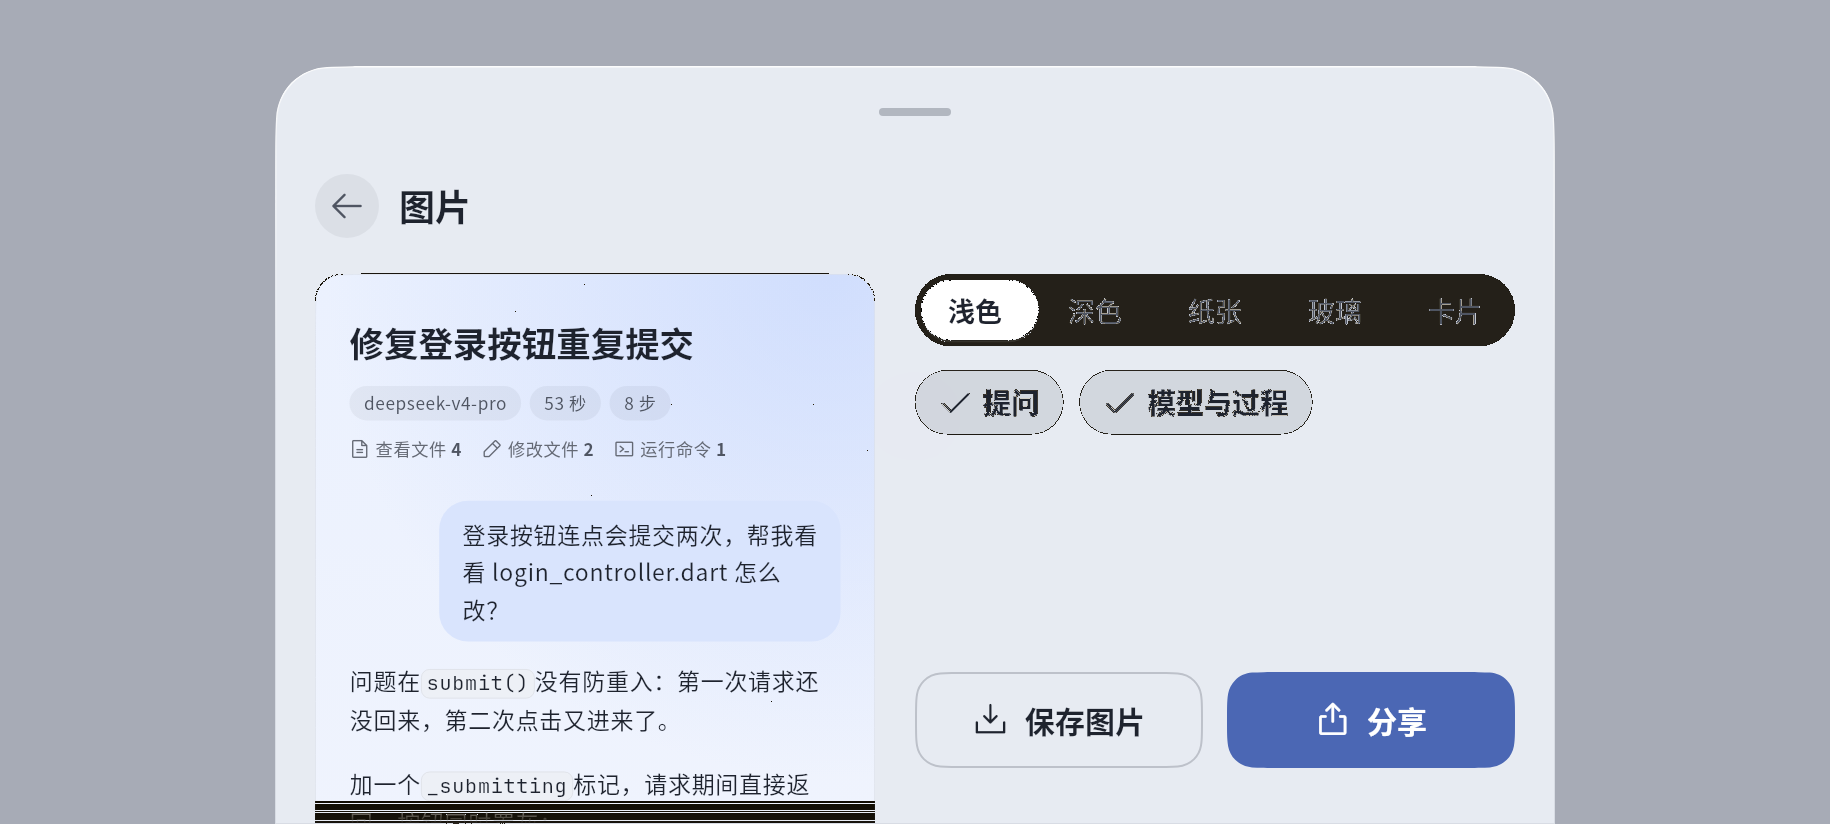 图片
修复登录按钮重复提交
deepseek-v4-pro 53 秒 8 步
查看文件 4 修改文件 2 运行命令 1
登录按钮连点会提交两次，帮我看
看 login_controller.dart 怎么
改？
问题在 submit() 没有防重入：第一次请求还
没回来，第二次点击又进来了。
加一个 _submitting 标记，请求期间直接返
浅色 深色 纸张 玻璃 卡片
提问 模型与过程
保存图片 分享